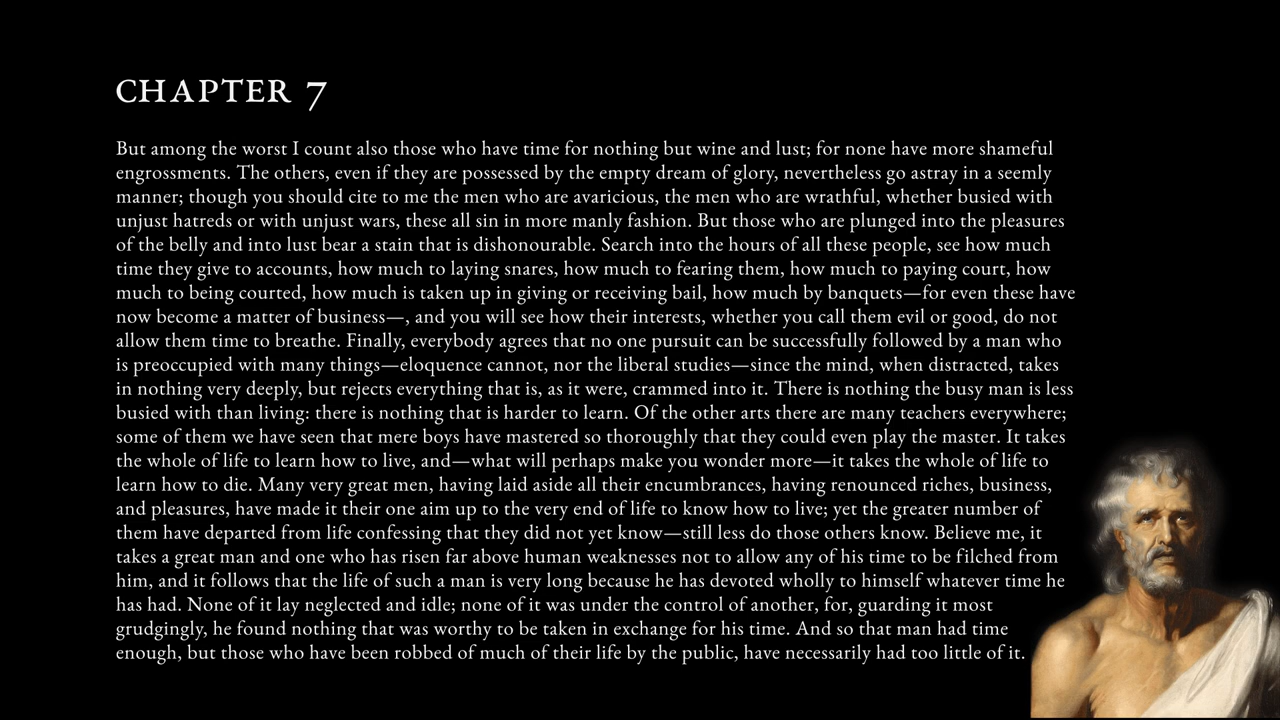 CHAPTER 7
But among the worst I count also those who have time for nothing but wine and lust; for none have more shameful
engrossments. The others, even if they are possessed by the empty dream of glory, nevertheless go astray in a seemly
manner; though you should cite to me the men who are avaricious, the men who are wrathful, whether busied with
unjust hatreds or with unjust wars, these all sin in more manly fashion. But those who are plunged into the pleasures
of the belly and into lust bear a stain that is dishonourable. Search into the hours of all these people, see how much
time they give to accounts, how much to laying snares, how much to fearing them, how much to paying court, how
much to being courted, how much is taken up in giving or receiving bail, how much by banquets—for even these have
now become a matter of business—, and you will see how their interests, whether you call them evil or good, do not
allow them time to breathe. Finally, everybody agrees that no one pursuit can be successfully followed by a man who
is preoccupied with many things—eloquence cannot, nor the liberal studies—since the mind, when distracted, takes
in nothing very deeply, but rejects everything that is, as it were, crammed into it. There is nothing the busy man is less
busied with than living: there is nothing that is harder to learn. Of the other arts there are many teachers everywhere;
some of them we have seen that mere boys have mastered so thoroughly that they could even play the master. It takes
the whole of life to learn how to live, and—what will perhaps make you wonder more—it takes the whole of life to
learn how to die. Many very great men, having laid aside all their encumbrances, having renounced riches, business,
and pleasures, have made it their one aim up to the very end of life to know how to live; yet the greater number of
them have departed from life confessing that they did not yet know—still less do those others know. Believe me, it
takes a great man and one who has risen far above human weaknesses not to allow any of his time to be filched from
him, and it follows that the life of such a man is very long because he has devoted wholly to himself whatever time he
has had. None of it lay neglected and idle; none of it was under the control of another, for, guarding it most
grudgingly, he found nothing that was worthy to be taken in exchange for his time. And so that man had time
enough, but those who have been robbed of much of their life by the public, have necessarily had too little of it.